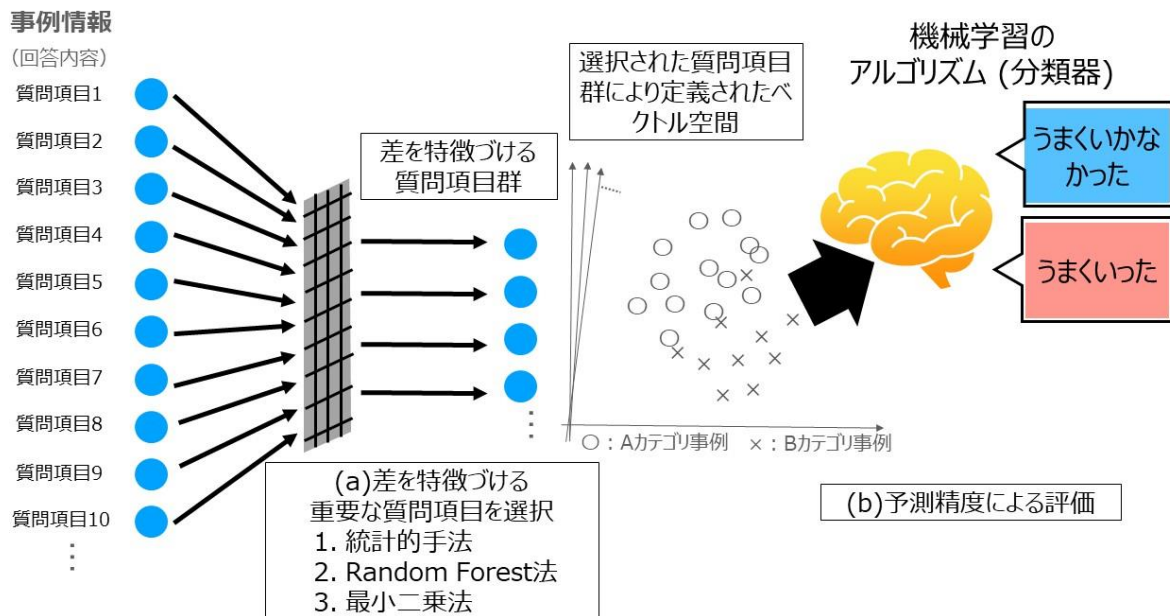 事例情報
(回答内容)
質問項目1
質問項目2
質問項目3
質問項目4
質問項目5
質問項目6
質問項目7
質問項目8
質問項目9
質問項目10
差を特徴づける
質問項目群
(a)差を特徴づける
重要な質問項目を選択
1. 統計的手法
2. Random Forest法
3. 最小二乗法
選択された質問項目
群により定義されたベ
クトル空間
○：Aカテゴリ事例 ×：Bカテゴリ事例
機械学習の
アルゴリズム (分類器)
うまくいかな
かった
うまくいった
(b)予測精度による評価